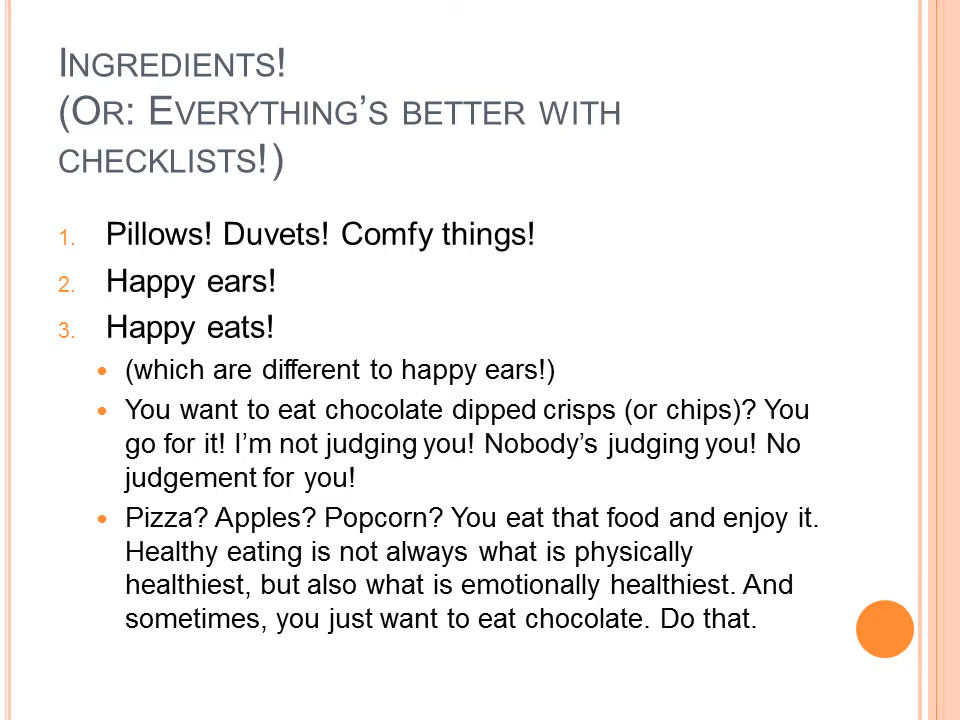 Ingredients!
(Or: Everything’s better with
checklists!)
1. Pillows! Duvets! Comfy things!
2. Happy ears!
3. Happy eats!
• (which are different to happy ears!)
• You want to eat chocolate dipped crisps (or chips)? You
go for it! I’m not judging you! Nobody’s judging you! No
judgement for you!
• Pizza? Apples? Popcorn? You eat that food and enjoy it.
Healthy eating is not always what is physically
healthiest, but also what is emotionally healthiest. And
sometimes, you just want to eat chocolate. Do that.